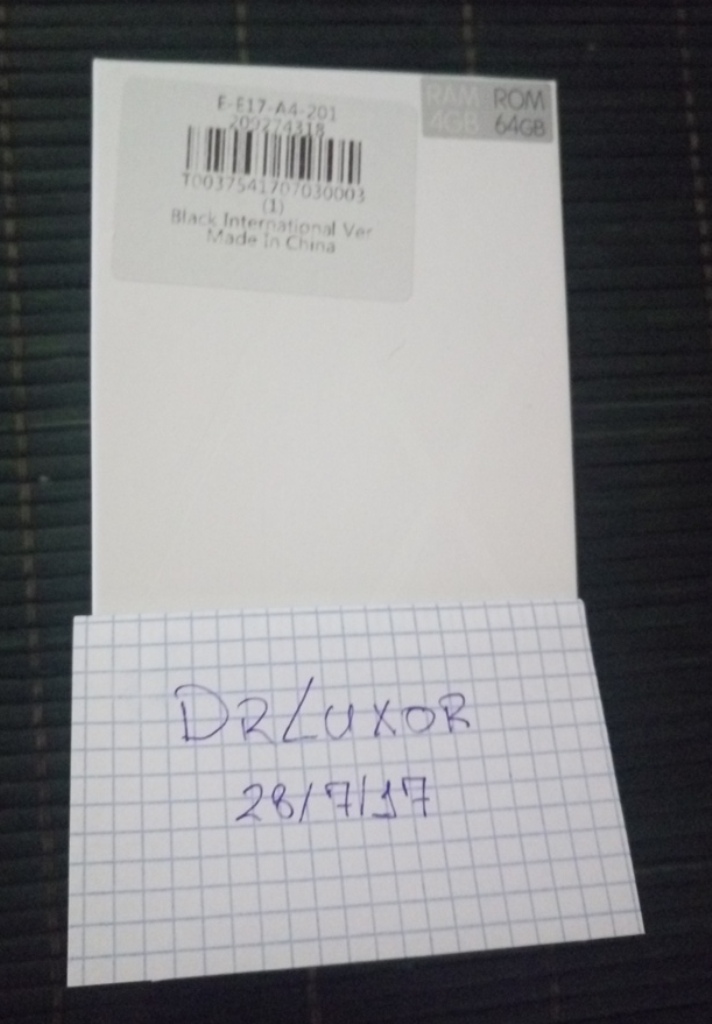 E-E17-A4-201
209274318
T0037541707030003
(1)
Black International Ver
Made In China
RAM ROM
4GB 64GB
DRLUXOR
28/7/17